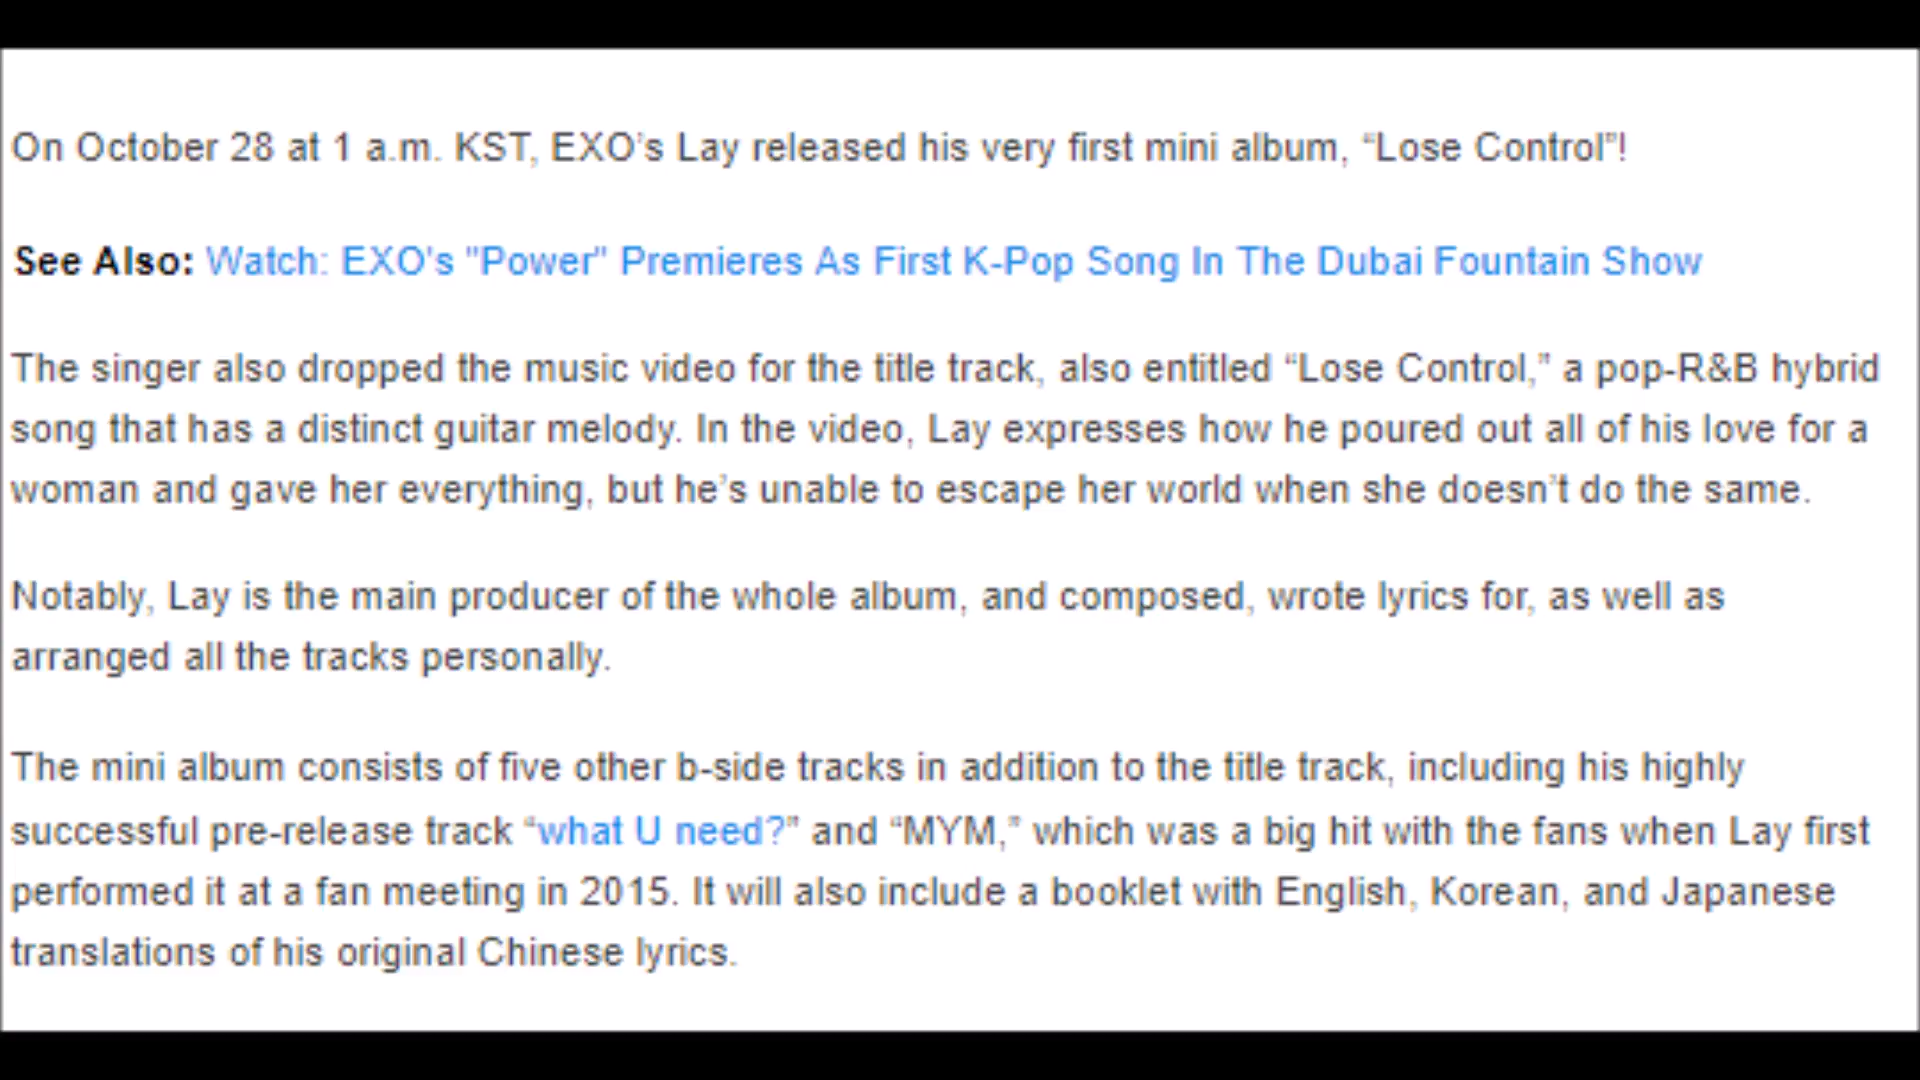 On October 28 at 1 a.m. KST, EXO’s Lay released his very first mini album, “Lose Control”!
See Also: Watch: EXO's "Power" Premieres As First K-Pop Song In The Dubai Fountain Show
The singer also dropped the music video for the title track, also entitled “Lose Control,” a pop-R&B hybrid
song that has a distinct guitar melody. In the video, Lay expresses how he poured out all of his love for a
woman and gave her everything, but he’s unable to escape her world when she doesn’t do the same.
Notably, Lay is the main producer of the whole album, and composed, wrote lyrics for, as well as
arranged all the tracks personally.
The mini album consists of five other b-side tracks in addition to the title track, including his highly
successful pre-release track “what U need?” and “MYM,” which was a big hit with the fans when Lay first
performed it at a fan meeting in 2015. It will also include a booklet with English, Korean, and Japanese
translations of his original Chinese lyrics.